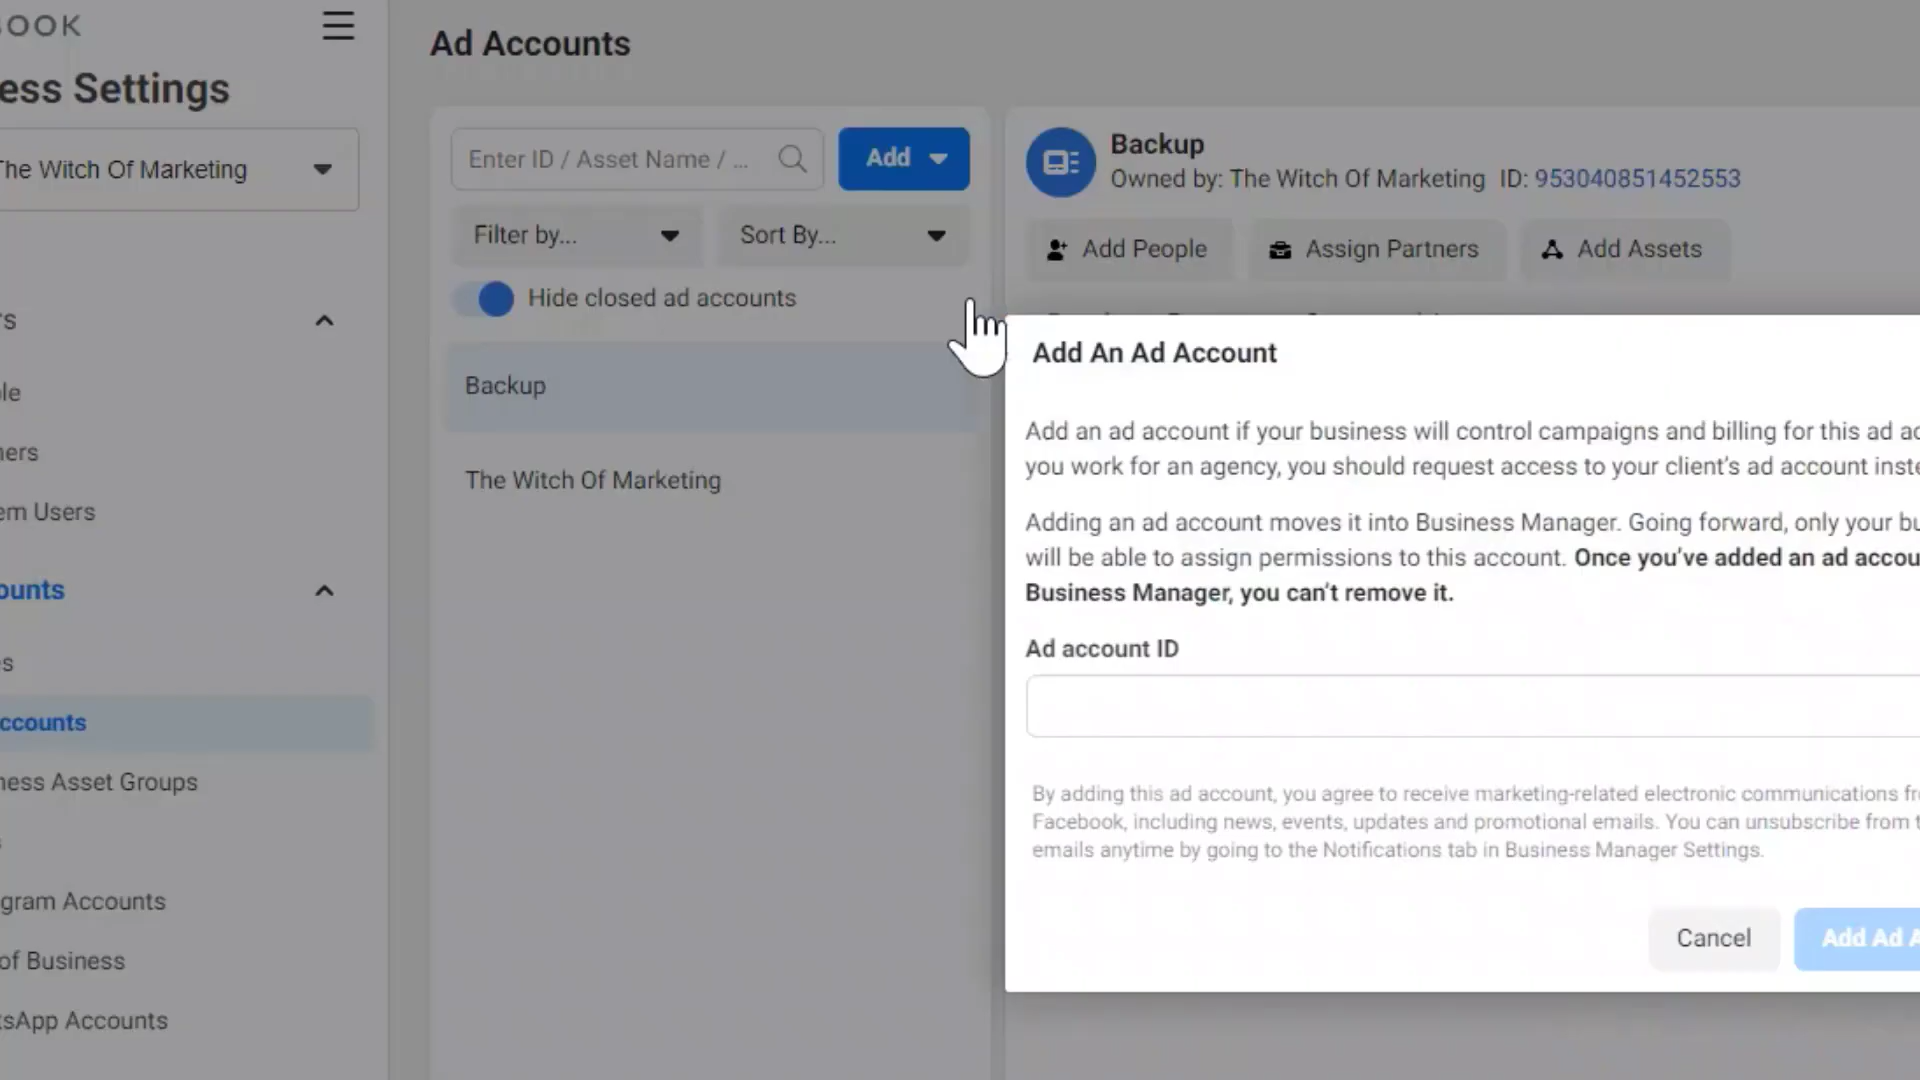 OOK
ess Settings
The Witch Of Marketing
rs
le
ners
em Users
ounts
s
ccounts
ness Asset Groups
s
gram Accounts
of Business
tsApp Accounts
Ad Accounts
Enter ID / Asset Name / ...
Add
Filter by...
Sort By...
Hide closed ad accounts
Backup
The Witch Of Marketing
Backup
Owned by: The Witch Of Marketing ID: 953040851452553
Add People
Assign Partners
Add Assets
Add An Ad Account
Add an ad account if your business will control campaigns and billing for this ad ac
you work for an agency, you should request access to your client's ad account inste
Adding an ad account moves it into Business Manager. Going forward, only your bu
will be able to assign permissions to this account. Once you've added an ad accou
Business Manager, you can't remove it.
Ad account ID
By adding this ad account, you agree to receive marketing-related electronic communications fr
Facebook, including news, events, updates and promotional emails. You can unsubscribe from t
emails anytime by going to the Notifications tab in Business Manager Settings.
Cancel
Add Ad A